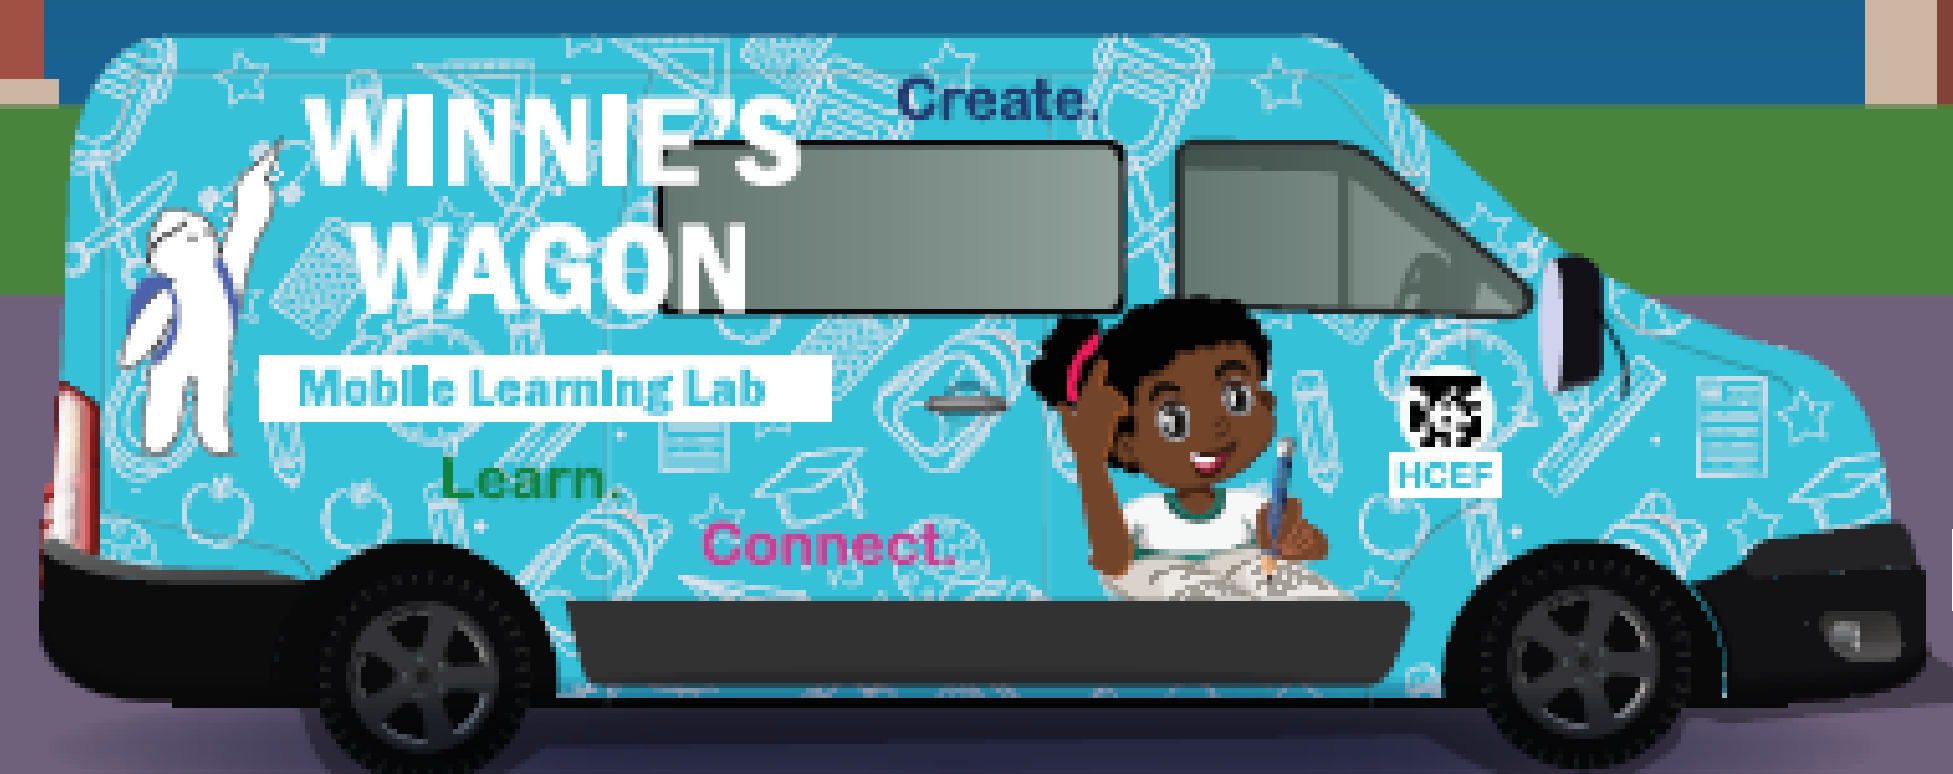 Create.
WINNIE'S
WAGON
Mobile Learning Lab
Learn.
Connect.
HCEF